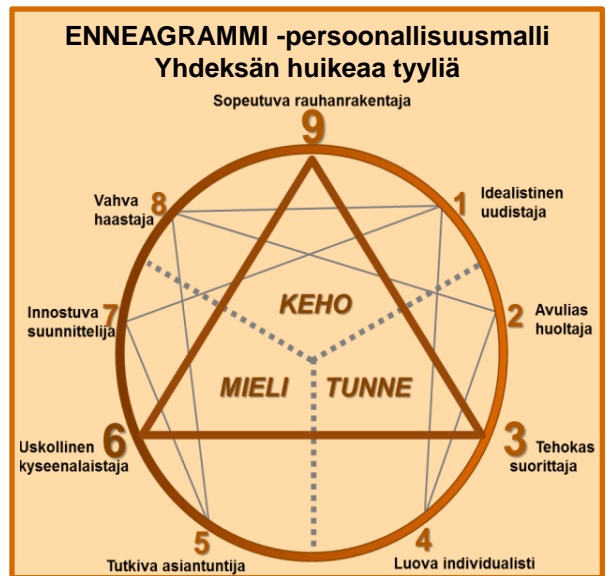 ENNEAGRAMMI -persoonallisuusmalli
Yhdeksän huikeaa tyyliä
Sopeutuva rauhanrakentaja
9
Vahva
haastaja
8
1
Idealistinen
uudistaja
Innostuva
suunnittelija
7
KEHO
2
Avulias
huoltaja
MIELI
TUNNE
Uskollinen
kyseenalaistaja
6
3
Tehokas
suorittaja
5
Tutkiva asiantuntija
4
Luova individualisti